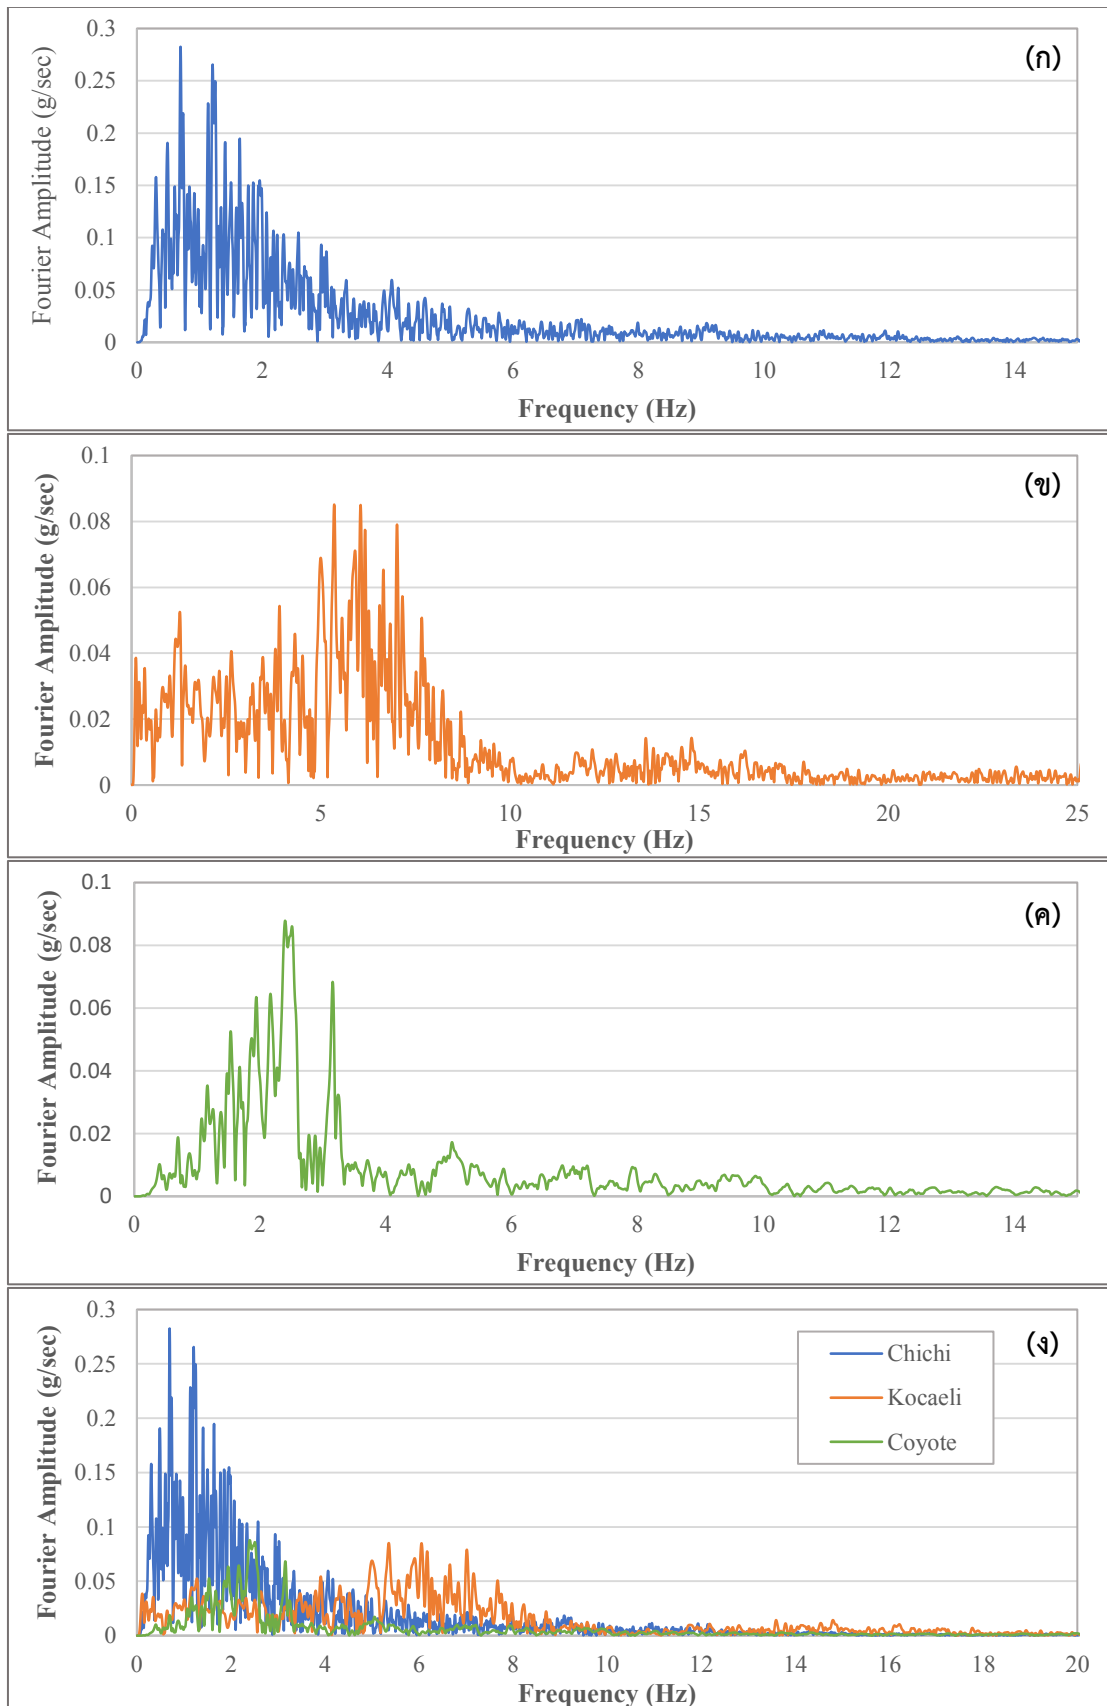 (ก)
Fourier Amplitude (g/sec)
0.3
0.25
0.2
0.15
0.1
0.05
0
0 2 4 6 8 10 12 14
Frequency (Hz)
(ข)
Fourier Amplitude (g/sec)
0.1
0.08
0.06
0.04
0.02
0
0 5 10 15 20 25
Frequency (Hz)
(ค)
Fourier Amplitude (g/sec)
0.1
0.08
0.06
0.04
0.02
0
0 2 4 6 8 10 12 14
Frequency (Hz)
(ง)
Fourier Amplitude (g/sec)
0.3
0.25
0.2
0.15
0.1
0.05
0
Chichi
Kocaeli
Coyote
0 2 4 6 8 10 12 14 16 18 20
Frequency (Hz)